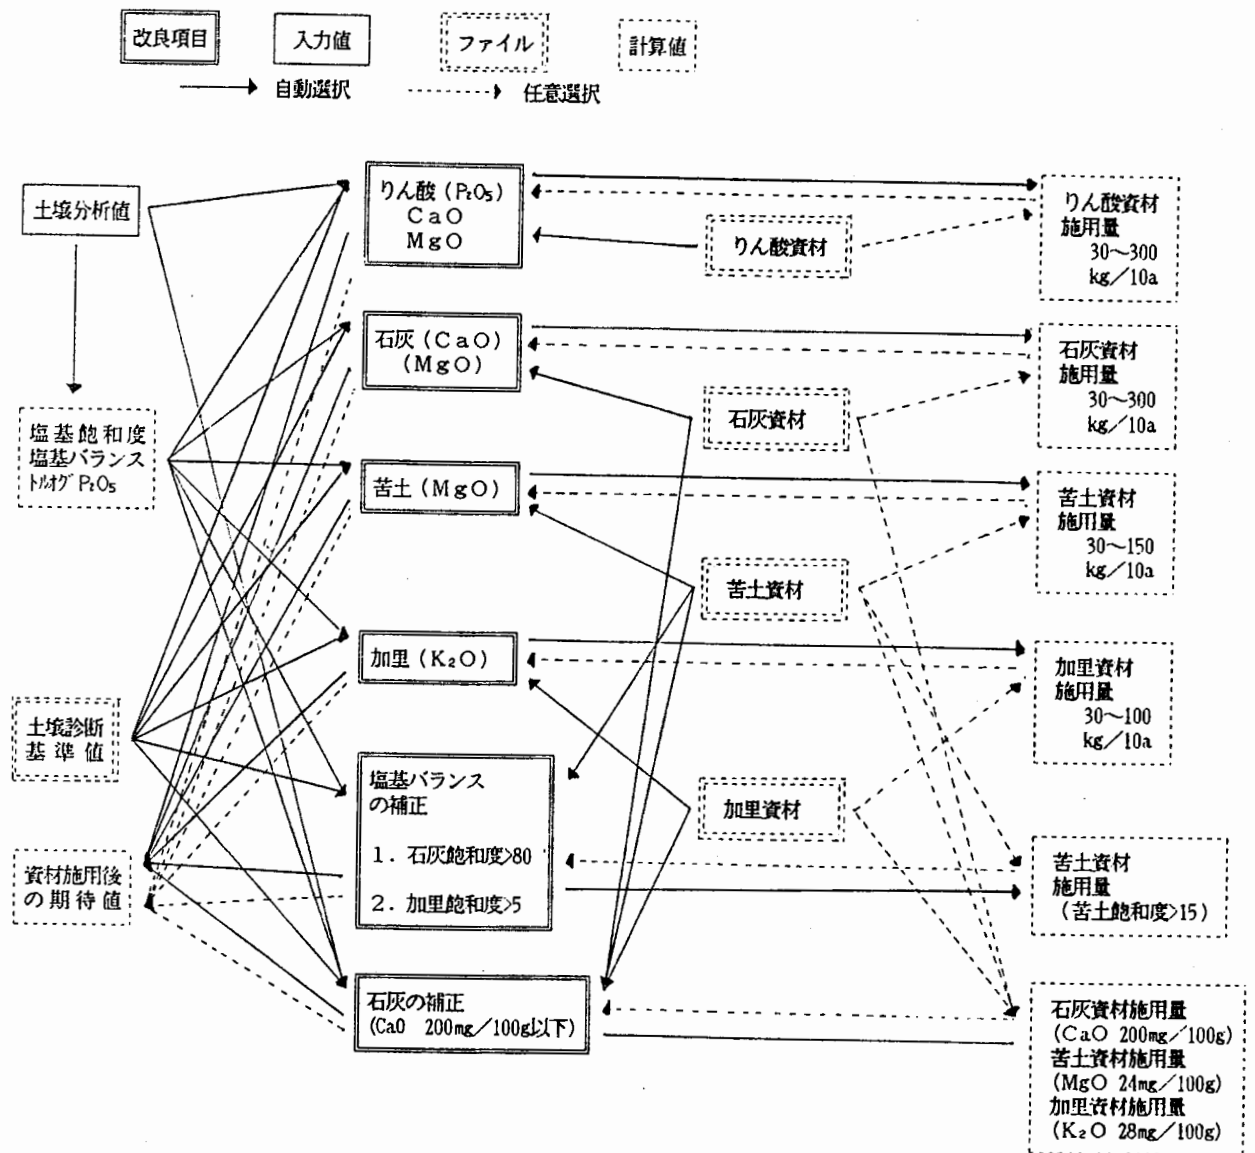 改良項目
入力値
ファイル
計算値
自動選択
任意選択
土壌分析値
塩基飽和度
塩基バランス
トルオグP₂O₅
土壌診断
基準値
資材施用後
の期待値
りん酸(P₂O₅)
CaO
MgO
石灰(CaO)
(MgO)
苦土(MgO)
加里(K₂O)
塩基バランス
の補正
1.石灰飽和度>80
2.加里飽和度>5
石灰の補正
(CaO 200mg/100g以下)
りん酸資材
石灰資材
苦土資材
加里資材
りん酸資材
施用量
30~300
kg/10a
石灰資材
施用量
30~300
kg/10a
苦土資材
施用量
30~150
kg/10a
加里資材
施用量
30~100
kg/10a
苦土資材
施用量
(苦土飽和度>15)
石灰資材施用量
(CaO 200mg/100g)
苦土資材施用量
(MgO 24mg/100g)
加里資材施用量
(K₂O 28mg/100g)